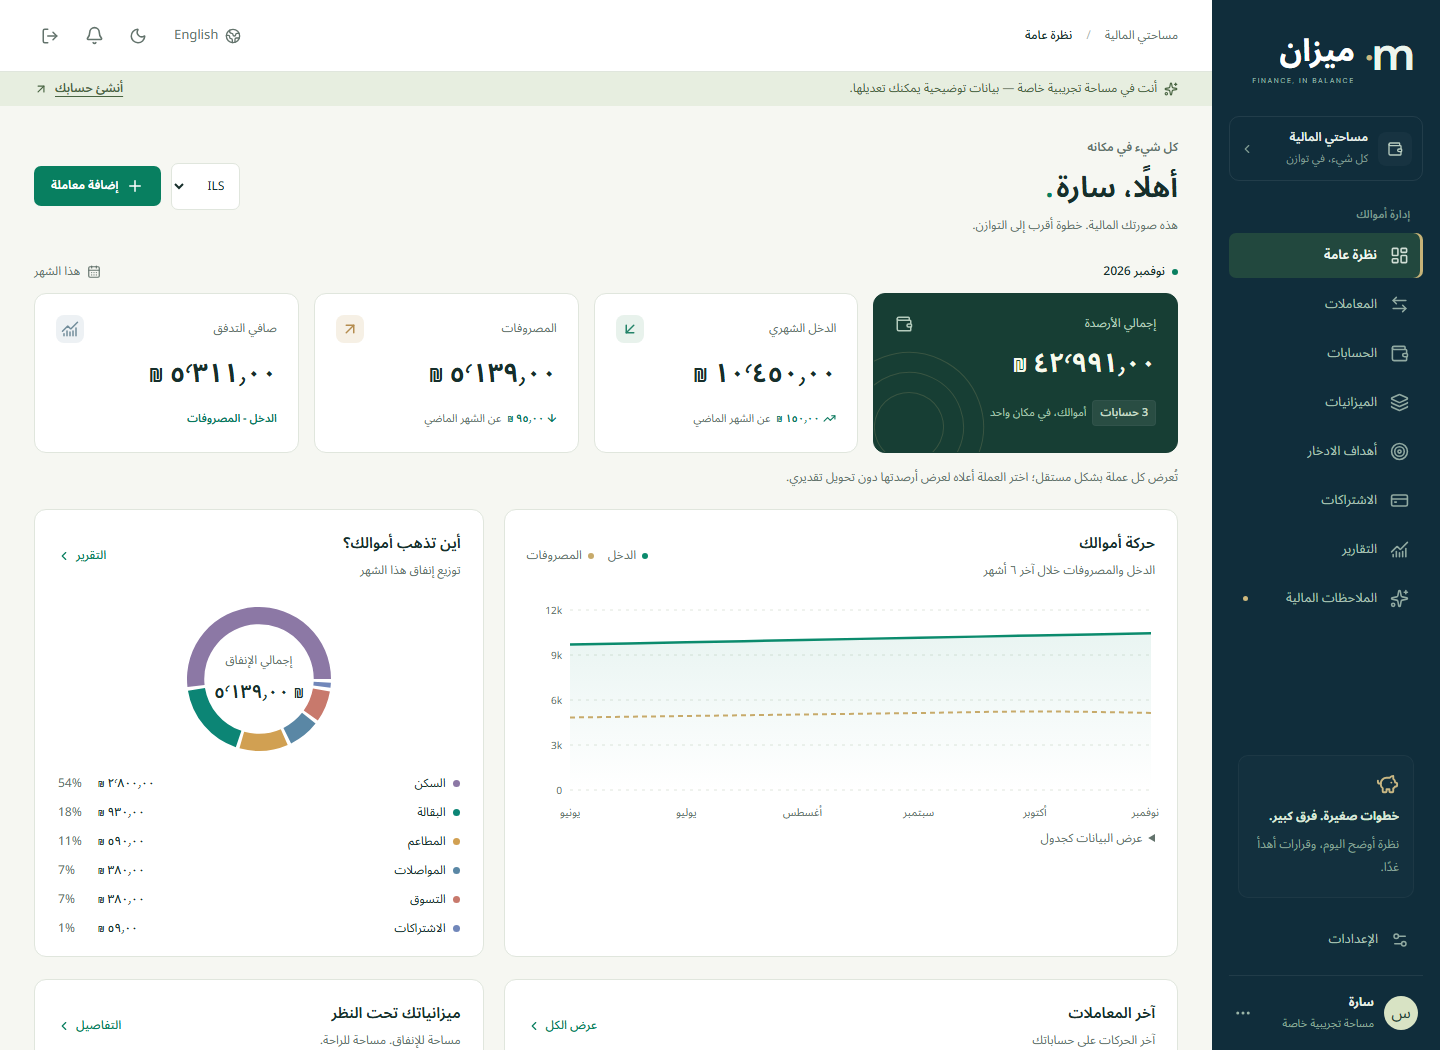 m. ميزان
FINANCE, IN BALANCE
مساحتي المالية
كل شيء، في توازن
إدارة أموالك
نظرة عامة
المعاملات
الحسابات
الميزانيات
أهداف الادخار
الاشتراكات
التقارير
الملاحظات المالية
خطوات صغيرة. فرق كبير.
نظرة أوضح اليوم، وقرارات أهدأ
غدًا.
الإعدادات
س
سارة
مساحة تجريبية خاصة
مساحتي المالية / نظرة عامة
English
أنت في مساحة تجريبية خاصة — بيانات توضيحية يمكنك تعديلها.
أنشئ حسابك
كل شيء في مكانه
أهلًا، سارة.
هذه صورتك المالية. خطوة أقرب إلى التوازن.
ILS
إضافة معاملة
نوفمبر 2026
هذا الشهر
إجمالي الأرصدة
٤٢٬٩٩١٫٠٠ ₪
3 حسابات أموالك، في مكان واحد
الدخل الشهري
١٠٬٤٥٠٫٠٠ ₪
١٥٠٫٠٠ ₪ عن الشهر الماضي
المصروفات
٥٬١٣٩٫٠٠ ₪
٩٥٫٠٠ ₪ عن الشهر الماضي
صافي التدفق
٥٬٣١١٫٠٠ ₪
الدخل - المصروفات
تُعرض كل عملة بشكل مستقل؛ اختر العملة أعلاه لعرض أرصدتها دون تحويل تقديري.
حركة أموالك
الدخل والمصروفات خلال آخر ٦ أشهر
الدخل
المصروفات
12k
9k
6k
3k
0
يونيو
يوليو
أغسطس
سبتمبر
أكتوبر
نوفمبر
عرض البيانات كجدول
أين تذهب أموالك؟
توزيع إنفاق هذا الشهر
التقرير
إجمالي الإنفاق
₪ ٥٬١٣٩٫٠٠
السكن ٢٬٨٠٠٫٠٠ ₪ 54%
البقالة ٩٣٠٫٠٠ ₪ 18%
المطاعم ٥٩٠٫٠٠ ₪ 11%
المواصلات ٣٨٠٫٠٠ ₪ 7%
التسوق ٣٨٠٫٠٠ ₪ 7%
الاشتراكات ٥٩٫٠٠ ₪ 1%
آخر المعاملات
آخر الحركات على حساباتك
عرض الكل
ميزانياتك تحت النظر
مساحة للإنفاق. مساحة للراحة.
التفاصيل